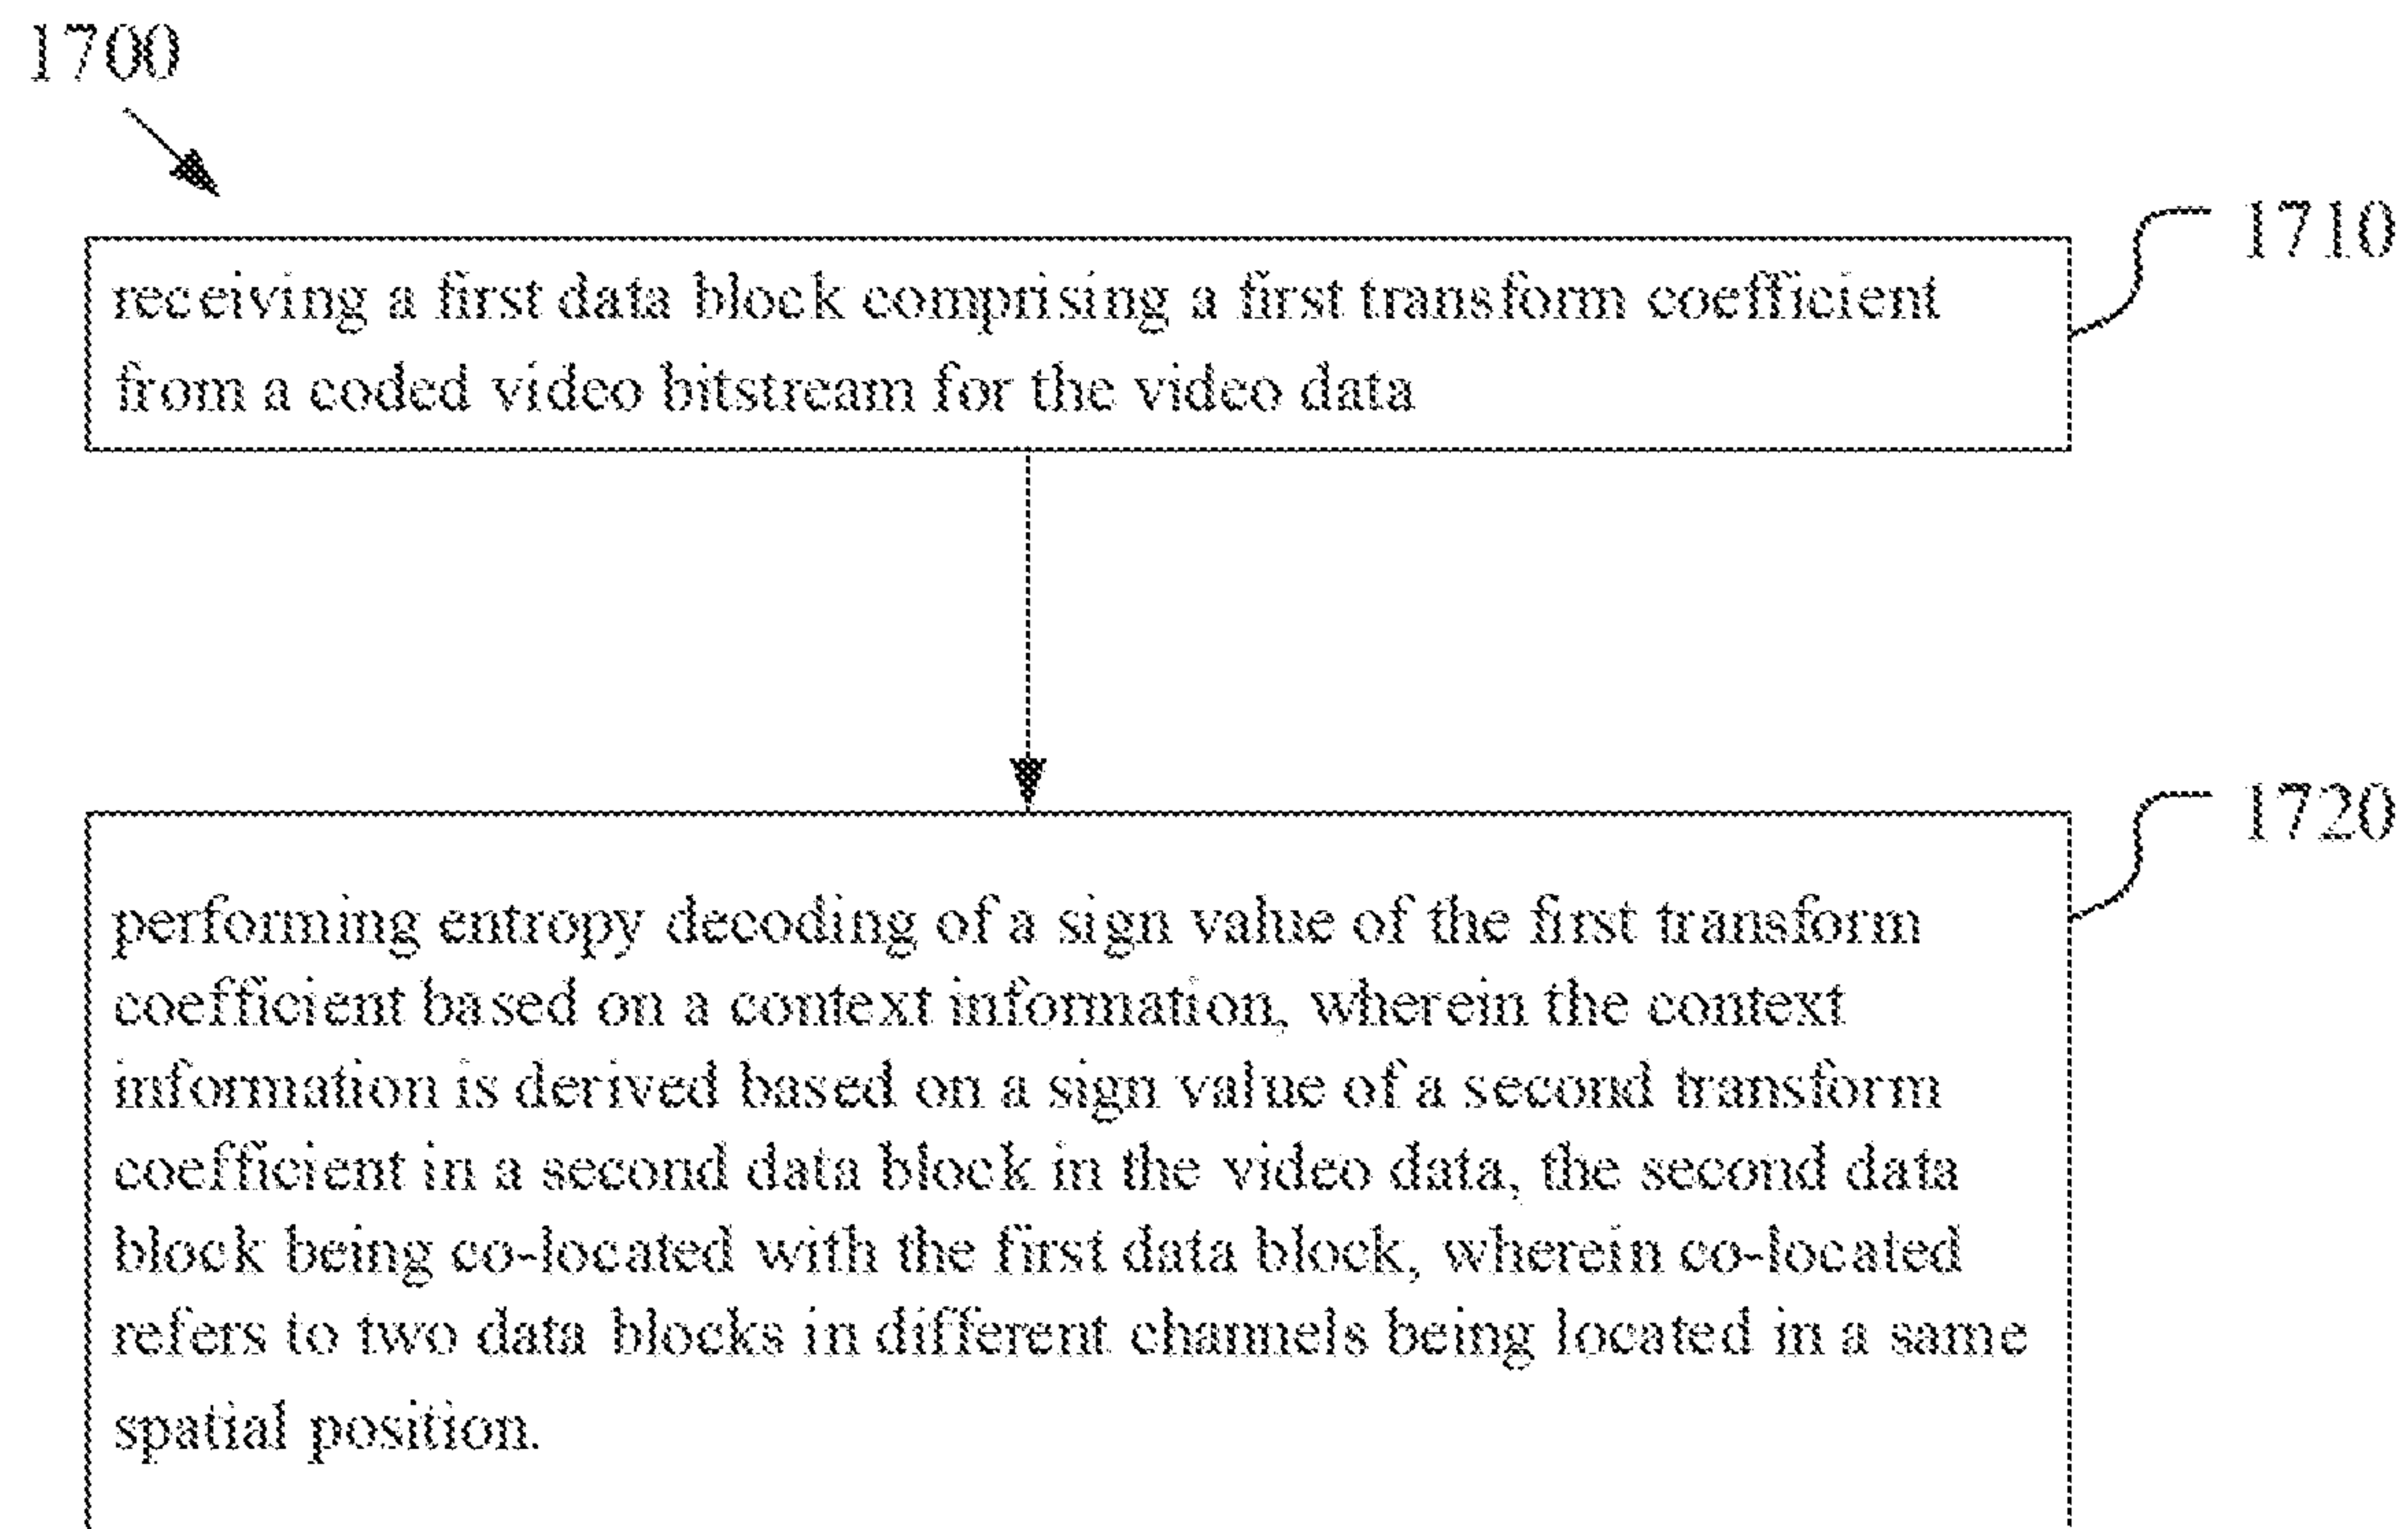 1700
1710
receiving a first data block comprising a first transform coefficient
from a coded video bitstream for the video data
1720
performing entropy decoding of a sign value of the first transform
coefficient based on a context information, wherein the context
information is derived based on a sign value of a second transform
coefficient in a second data block in the video data, the second data
block being co-located with the first data block, wherein co-located
refers to two data blocks in different channels being located in a same
spatial position.